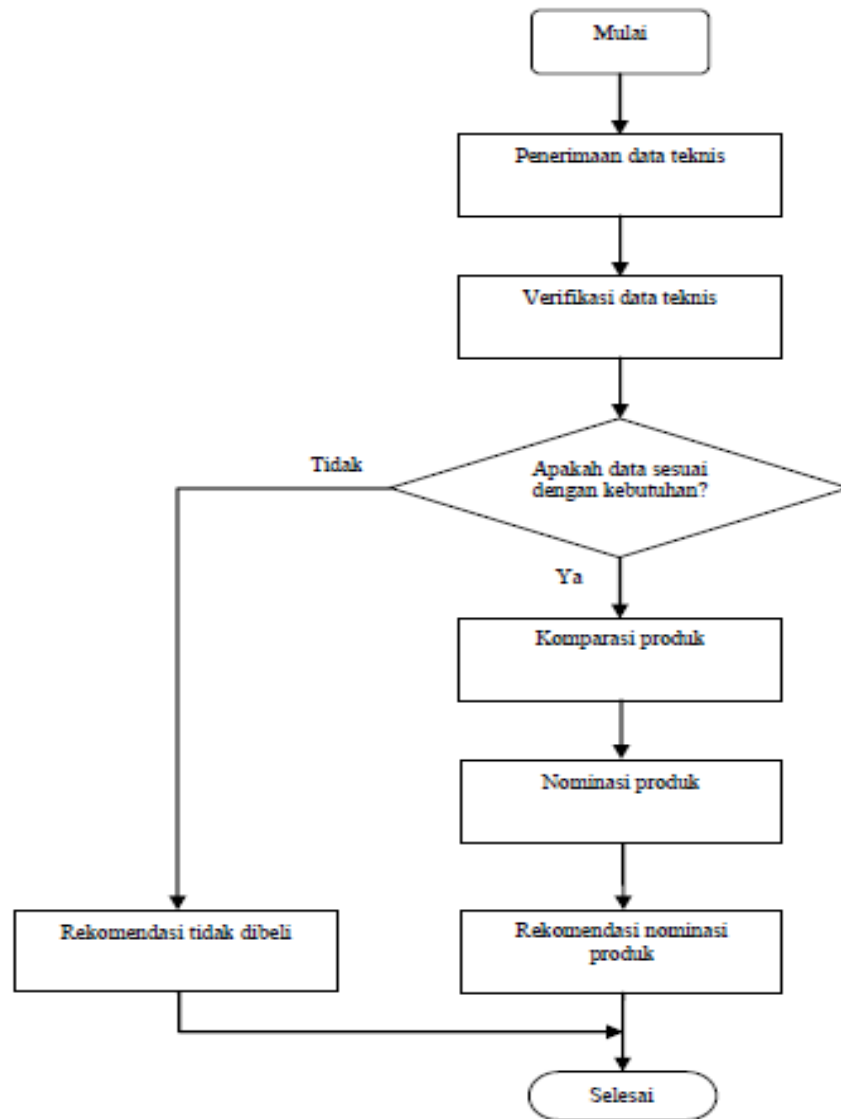 Mulai
Penerimaan data teknis
Verifikasi data teknis
Tidak
Apakah data sesuai
dengan kebutuhan?
Ya
Komparasi produk
Nominasi produk
Rekomendasi tidak dibeli
Rekomendasi nominasi
produk
Selesai